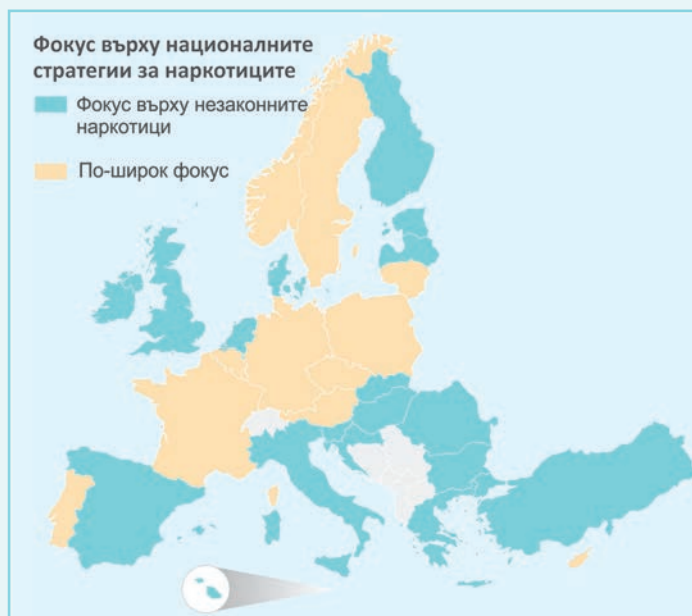 Фокус върху националните
стратегии за наркотиците
Фокус върху незаконните
наркотици
По-широк фокус